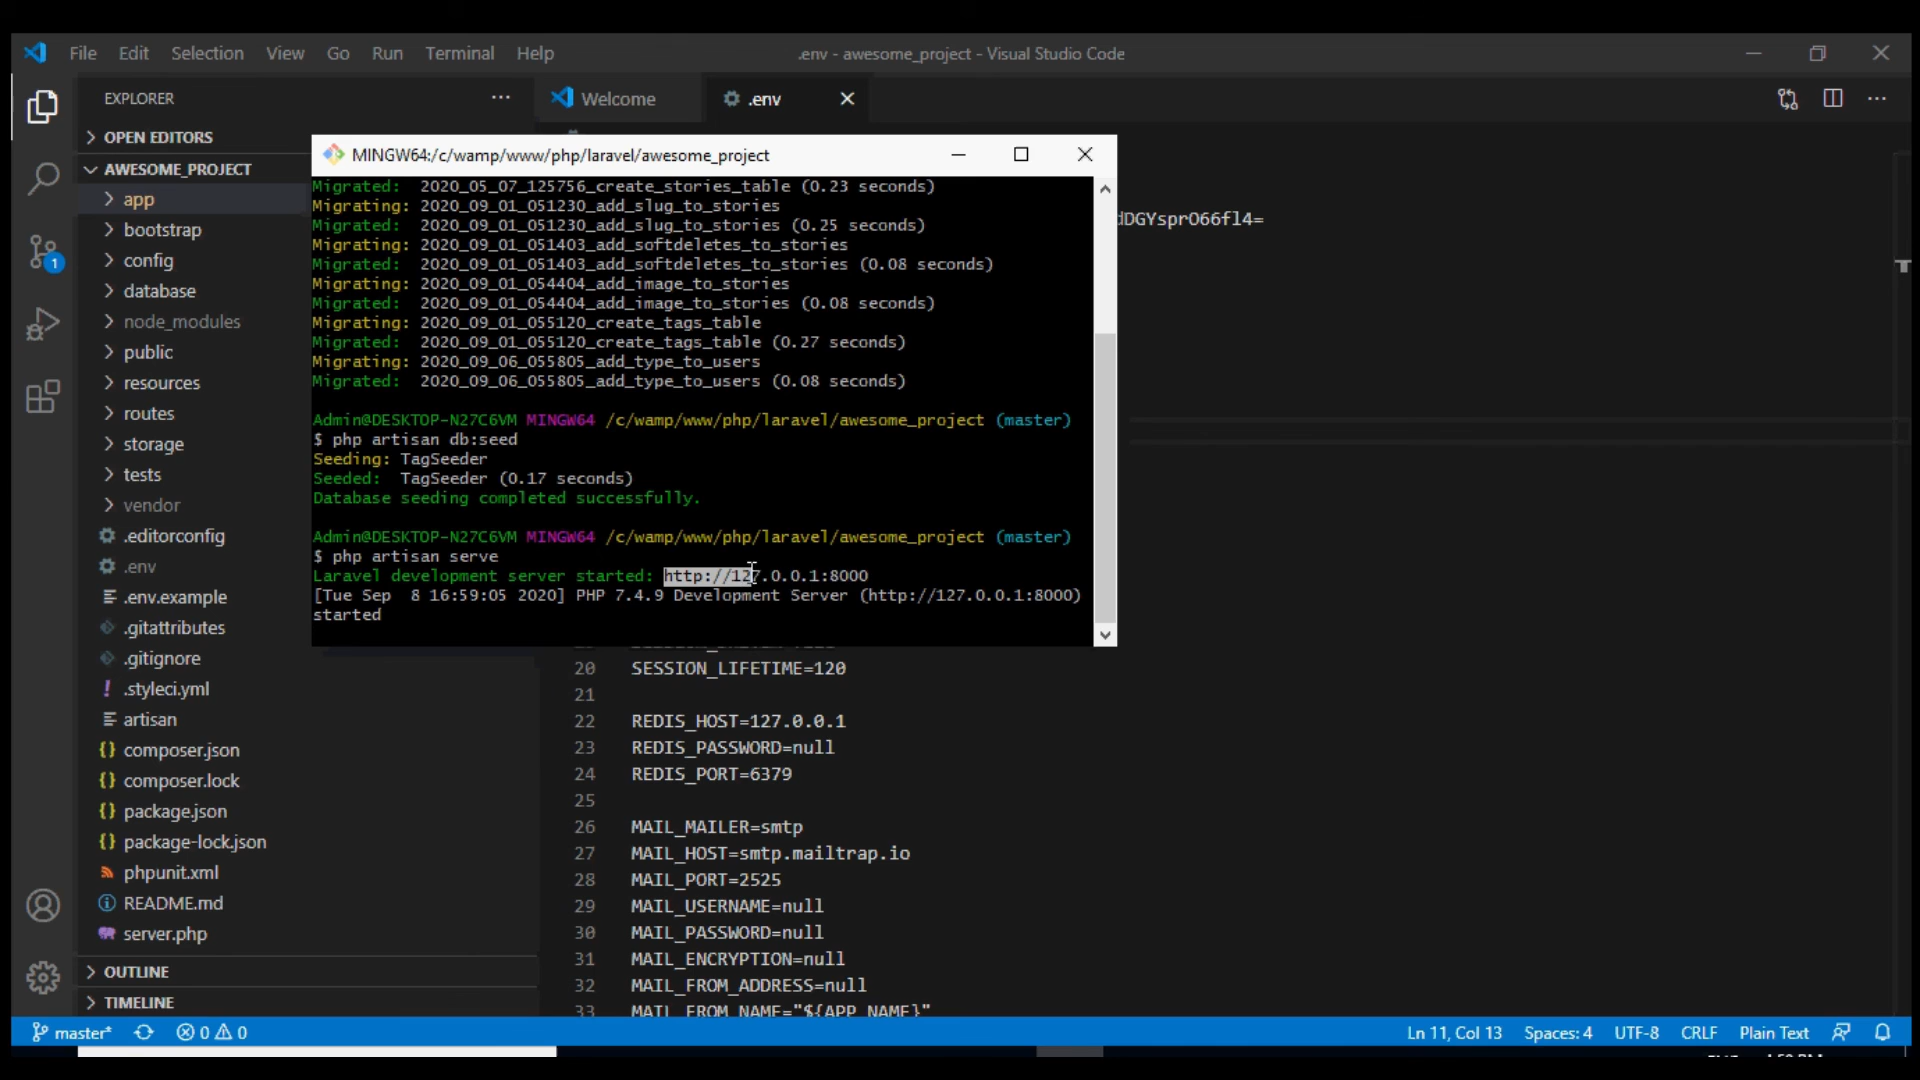 File Edit Selection View Go Run Terminal Help
.env - awesome_project - Visual Studio Code
EXPLORER
Welcome
.env
OPEN EDITORS
AWESOME_PROJECT
app
bootstrap
config
database
node_modules
public
resources
routes
storage
tests
vendor
.editorconfig
.env
.env.example
.gitattributes
.gitignore
.styleci.yml
artisan
composer.json
composer.lock
package.json
package-lock.json
phpunit.xml
README.md
server.php
OUTLINE
TIMELINE
1
MINGW64:/c/wamp/www/php/laravel/awesome_project
Migrated: 2020_05_07_125756_create_stories_table (0.23 seconds)
Migrating: 2020_09_01_051230_add_slug_to_stories
Migrated: 2020_09_01_051230_add_slug_to_stories (0.25 seconds)
Migrating: 2020_09_01_051403_add_softdeletes_to_stories
Migrated: 2020_09_01_051403_add_softdeletes_to_stories (0.08 seconds)
Migrating: 2020_09_01_054404_add_image_to_stories
Migrated: 2020_09_01_054404_add_image_to_stories (0.08 seconds)
Migrating: 2020_09_01_055120_create_tags_table
Migrated: 2020_09_01_055120_create_tags_table (0.27 seconds)
Migrating: 2020_09_06_055805_add_type_to_users
Migrated: 2020_09_06_055805_add_type_to_users (0.08 seconds)
Admin@DESKTOP-N27C6VM MINGW64 /c/wamp/www/php/laravel/awesome_project (master)
$ php artisan db:seed
Seeding: TagSeeder
Seeded: TagSeeder (0.17 seconds)
Database seeding completed successfully.
Admin@DESKTOP-N27C6VM MINGW64 /c/wamp/www/php/laravel/awesome_project (master)
$ php artisan serve
Laravel development server started: http://127.0.0.1:8000
[Tue Sep 8 16:59:05 2020] PHP 7.4.9 Development Server (http://127.0.0.1:8000)
started
DGYsprO66fl4=
20 SESSION_LIFETIME=120
21
22 REDIS_HOST=127.0.0.1
23 REDIS_PASSWORD=null
24 REDIS_PORT=6379
25
26 MAIL_MAILER=smtp
27 MAIL_HOST=smtp.mailtrap.io
28 MAIL_PORT=2525
29 MAIL_USERNAME=null
30 MAIL_PASSWORD=null
31 MAIL_ENCRYPTION=null
32 MAIL_FROM_ADDRESS=null
33 MAIL_FROM_NAME="${APP_NAME}"
master* 0 0 Ln 11, Col 13 Spaces: 4 UTF-8 CRLF Plain Text